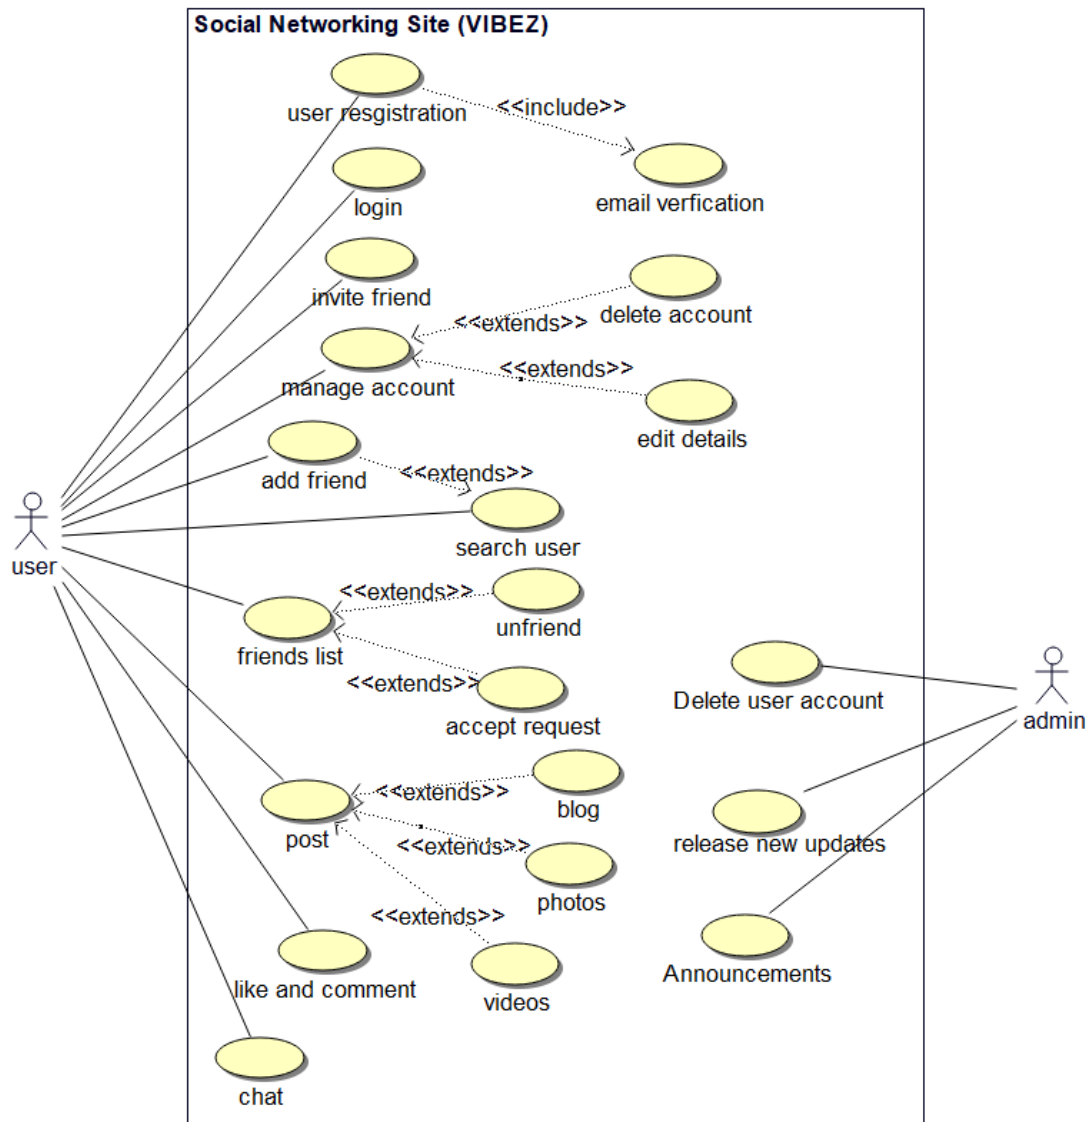 Social Networking Site (VIBEZ)
user resgistration
<<include>>
email verfication
login
invite friend
delete account
<<extends>>
manage account
<<extends>>
edit details
add friend
<<extends>>
search user
user
<<extends>>
unfriend
friends list
<<extends>>
accept request
Delete user account
admin
<<extends>>
blog
post
<<extends>>
photos
release new updates
<<extends>>
videos
like and comment
Announcements
chat